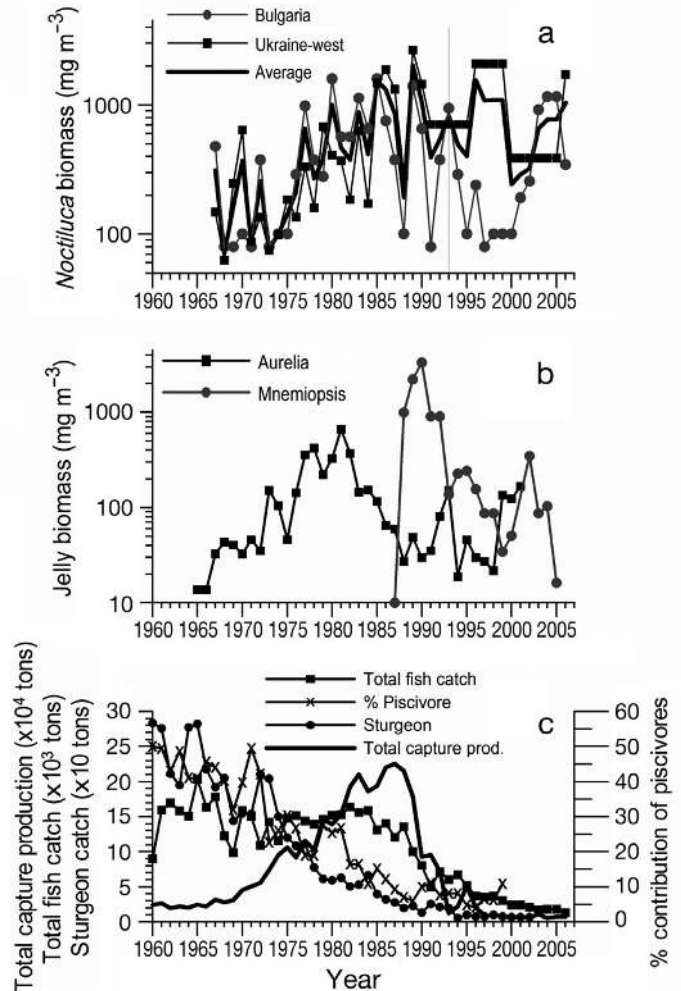 Bulgaria
Ukraine-west
Average
a
Noctiluca biomass (mg m⁻³)
1000
100
1960 1965 1970 1975 1980 1985 1990 1995 2000 2005
Aurelia
Mnemiopsis
b
Jelly biomass (mg m⁻³)
1000
100
10
1960 1965 1970 1975 1980 1985 1990 1995 2000 2005
Total fish catch
% Piscivore
Sturgeon
Total capture prod.
c
Total capture production (x10⁴ tons)
Total fish catch (x10³ tons)
Sturgeon catch (x10 tons)
30
25
20
15
10
5
0
60
50
40
30
20
10
0
% contribution of piscivores
1960 1965 1970 1975 1980 1985 1990 1995 2000 2005
Year